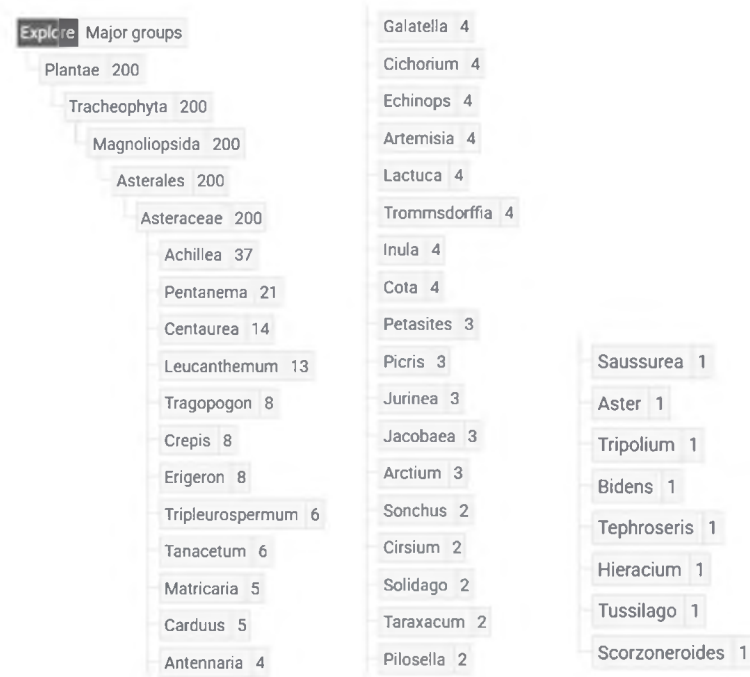 Explore Major groups
Plantae 200
Tracheophyta 200
Magnoliopsida 200
Asterales 200
Asteraceae 200
Achillea 37
Pentanema 21
Centaurea 14
Leucanthemum 13
Tragopogon 8
Crepis 8
Erigeron 8
Tripleurospermum 6
Tanacetum 6
Matricaria 5
Carduus 5
Antennaria 4
Galatella 4
Cichorium 4
Echinops 4
Artemisia 4
Lactuca 4
Trommsdorffia 4
Inula 4
Cota 4
Petasites 3
Picris 3
Jurinea 3
Jacobaea 3
Arctium 3
Sonchus 2
Cirsium 2
Solidago 2
Taraxacum 2
Pilosella 2
Saussurea 1
Aster 1
Tripolium 1
Bidens 1
Tephroseris 1
Hieracium 1
Tussilago 1
Scorzoneroides 1